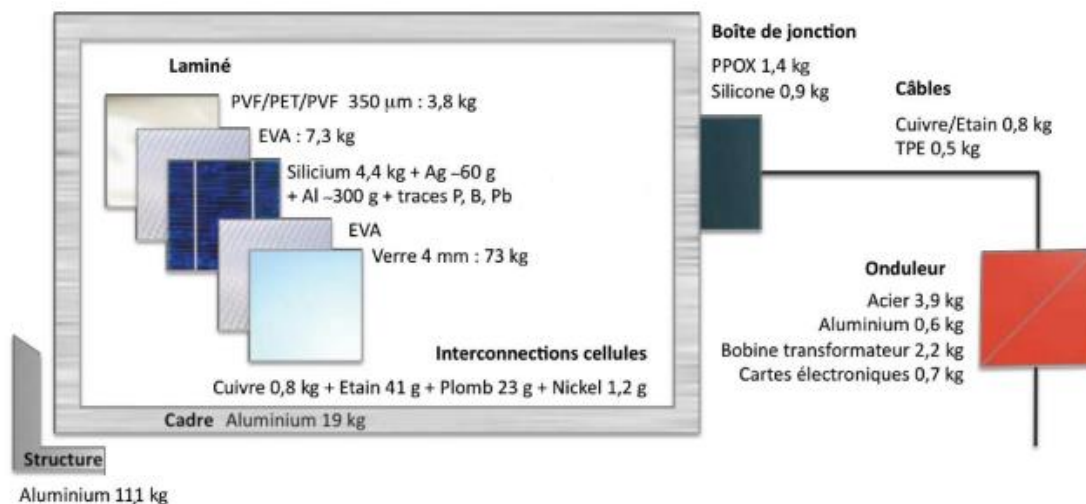 Laminé
PVF/PET/PVF 350 µm : 3,8 kg
EVA : 7,3 kg
Silicium 4,4 kg + Ag ~60 g
+ Al ~300 g + traces P, B, Pb
EVA
Verre 4 mm : 73 kg
Interconnections cellules
Cuivre 0,8 kg + Etain 41 g + Plomb 23 g + Nickel 1,2 g
Cadre Aluminium 19 kg
Structure
Aluminium 11,1 kg
Boîte de jonction
PPOX 1,4 kg
Silicone 0,9 kg
Câbles
Cuivre/Etain 0,8 kg
TPE 0,5 kg
Onduleur
Acier 3,9 kg
Aluminium 0,6 kg
Bobine transformateur 2,2 kg
Cartes électroniques 0,7 kg